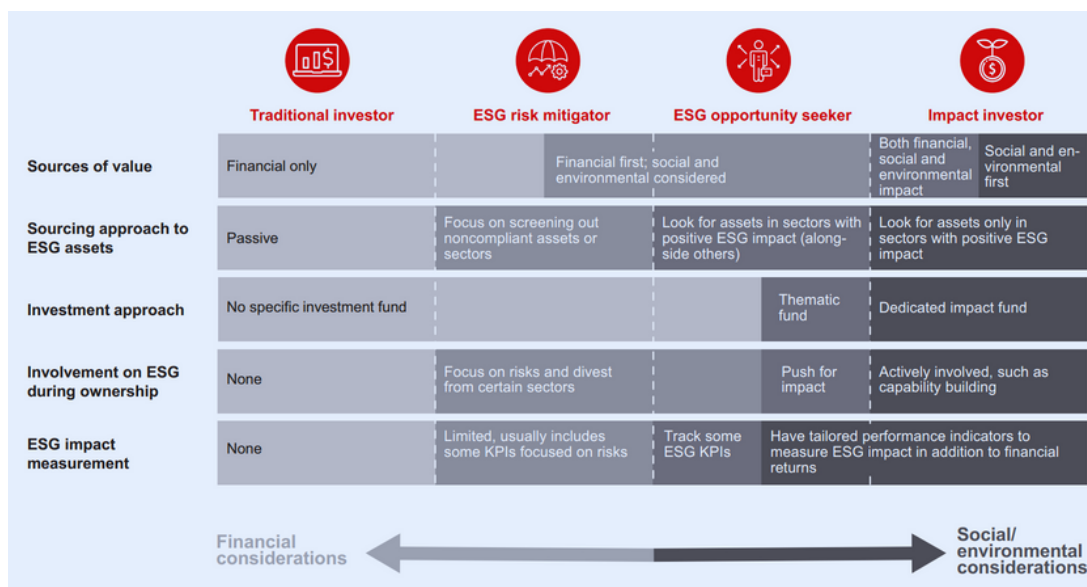 Traditional investor
ESG risk mitigator
ESG opportunity seeker
Impact investor
Sources of value
Financial only
Financial first; social and
environmental considered
Both financial,
social and
environmental
impact
Social and en-
vironmental
first
Sourcing approach to
ESG assets
Passive
Focus on screening out
noncompliant assets or
sectors
Look for assets in sectors with
positive ESG impact (along-
side others)
Look for assets only in
sectors with positive ESG
impact
Investment approach
No specific investment fund
Thematic
fund
Dedicated impact fund
Involvement on ESG
during ownership
None
Focus on risks and divest
from certain sectors
Push for
impact
Actively involved, such as
capability building
ESG impact
measurement
None
Limited, usually includes
some KPIs focused on risks
Track some
ESG KPIs
Have tailored performance indicators to
measure ESG impact in addition to financial
returns
Financial
considerations
Social/
environmental
considerations